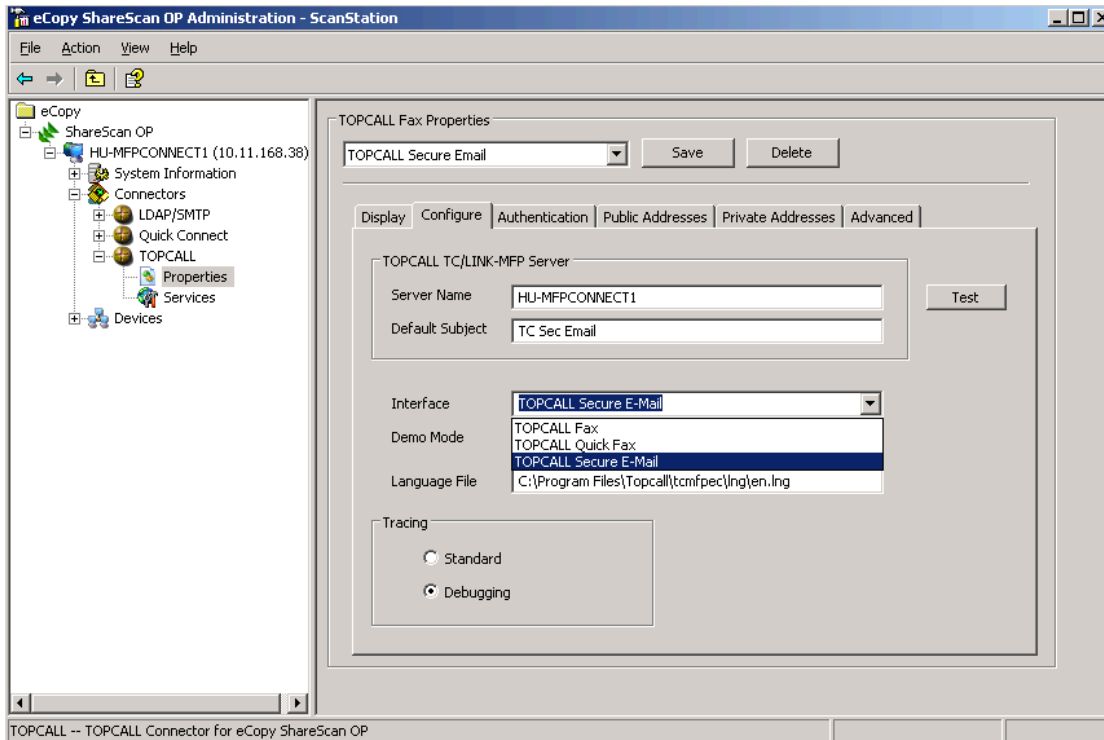 eCopy ShareScan OP Administration - ScanStation
File Action View Help
eCopy
ShareScan OP
HU-MFPCONNECT1 (10.11.168.38)
System Information
Connectors
LDAP/SMTP
Quick Connect
TOPCALL
Properties
Services
Devices
TOPCALL Fax Properties
TOPCALL Secure Email
Save
Delete
Display
Configure
Authentication
Public Addresses
Private Addresses
Advanced
TOPCALL TC/LINK-MFP Server
Server Name
HU-MFPCONNECT1
Test
Default Subject
TC Sec Email
Interface
TOPCALL Secure E-Mail
TOPCALL Fax
Demo Mode
TOPCALL Quick Fax
TOPCALL Secure E-Mail
Language File
C:\Program Files\Topcall\tcmfpec\lng\en.lng
Tracing
Standard
Debugging
TOPCALL -- TOPCALL Connector for eCopy ShareScan OP